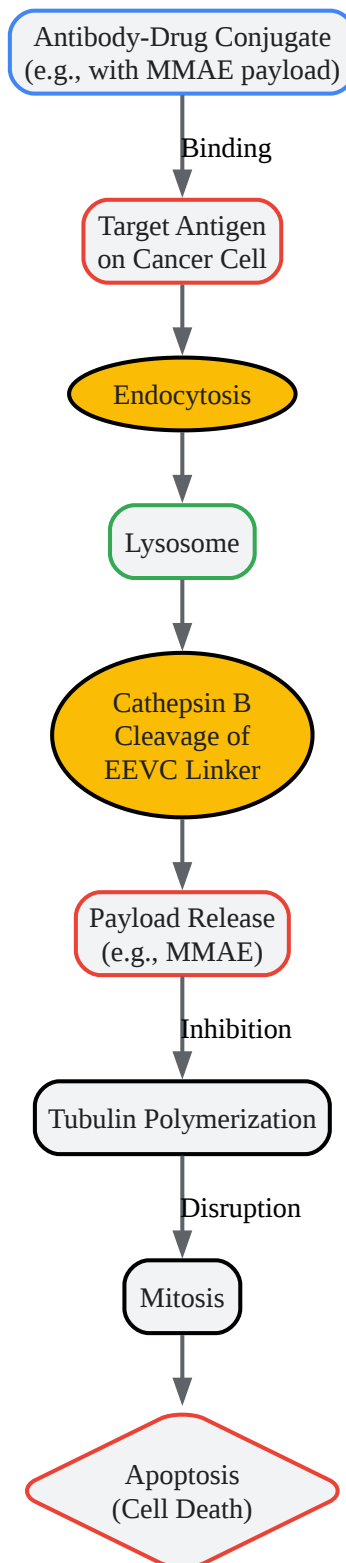 Antibody-Drug Conjugate
(e.g., with MMAE payload)
Binding
Target Antigen
on Cancer Cell
Endocytosis
Lysosome
Cathepsin B
Cleavage of
EEVC Linker
Payload Release
(e.g., MMAE)
Inhibition
Tubulin Polymerization
Disruption
Mitosis
Apoptosis
(Cell Death)